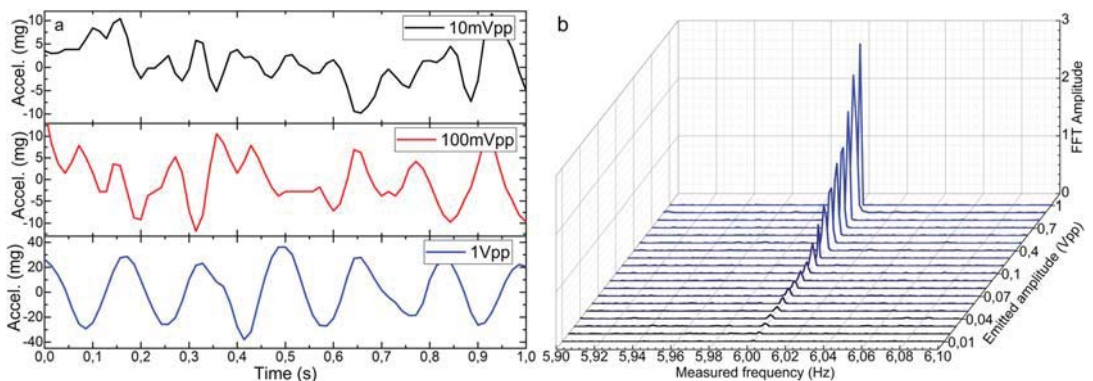 a
10mVpp
Accel. (mg)
10
5
0
-5
-10
100mVpp
Accel. (mg)
10
5
0
-5
-10
1Vpp
Accel. (mg)
40
20
0
-20
-40
0,0 0,1 0,2 0,3 0,4 0,5 0,6 0,7 0,8 0,9 1,0
Time (s)
b
3
2
1
0
FFT Amplitude
1
0,7
0,4
0,1
0,07
0,04
0,01
Emitted amplitude (Vpp)
5,90 5,92 5,94 5,96 5,98 6,00 6,02 6,04 6,06 6,08 6,10
Measured frequency (Hz)